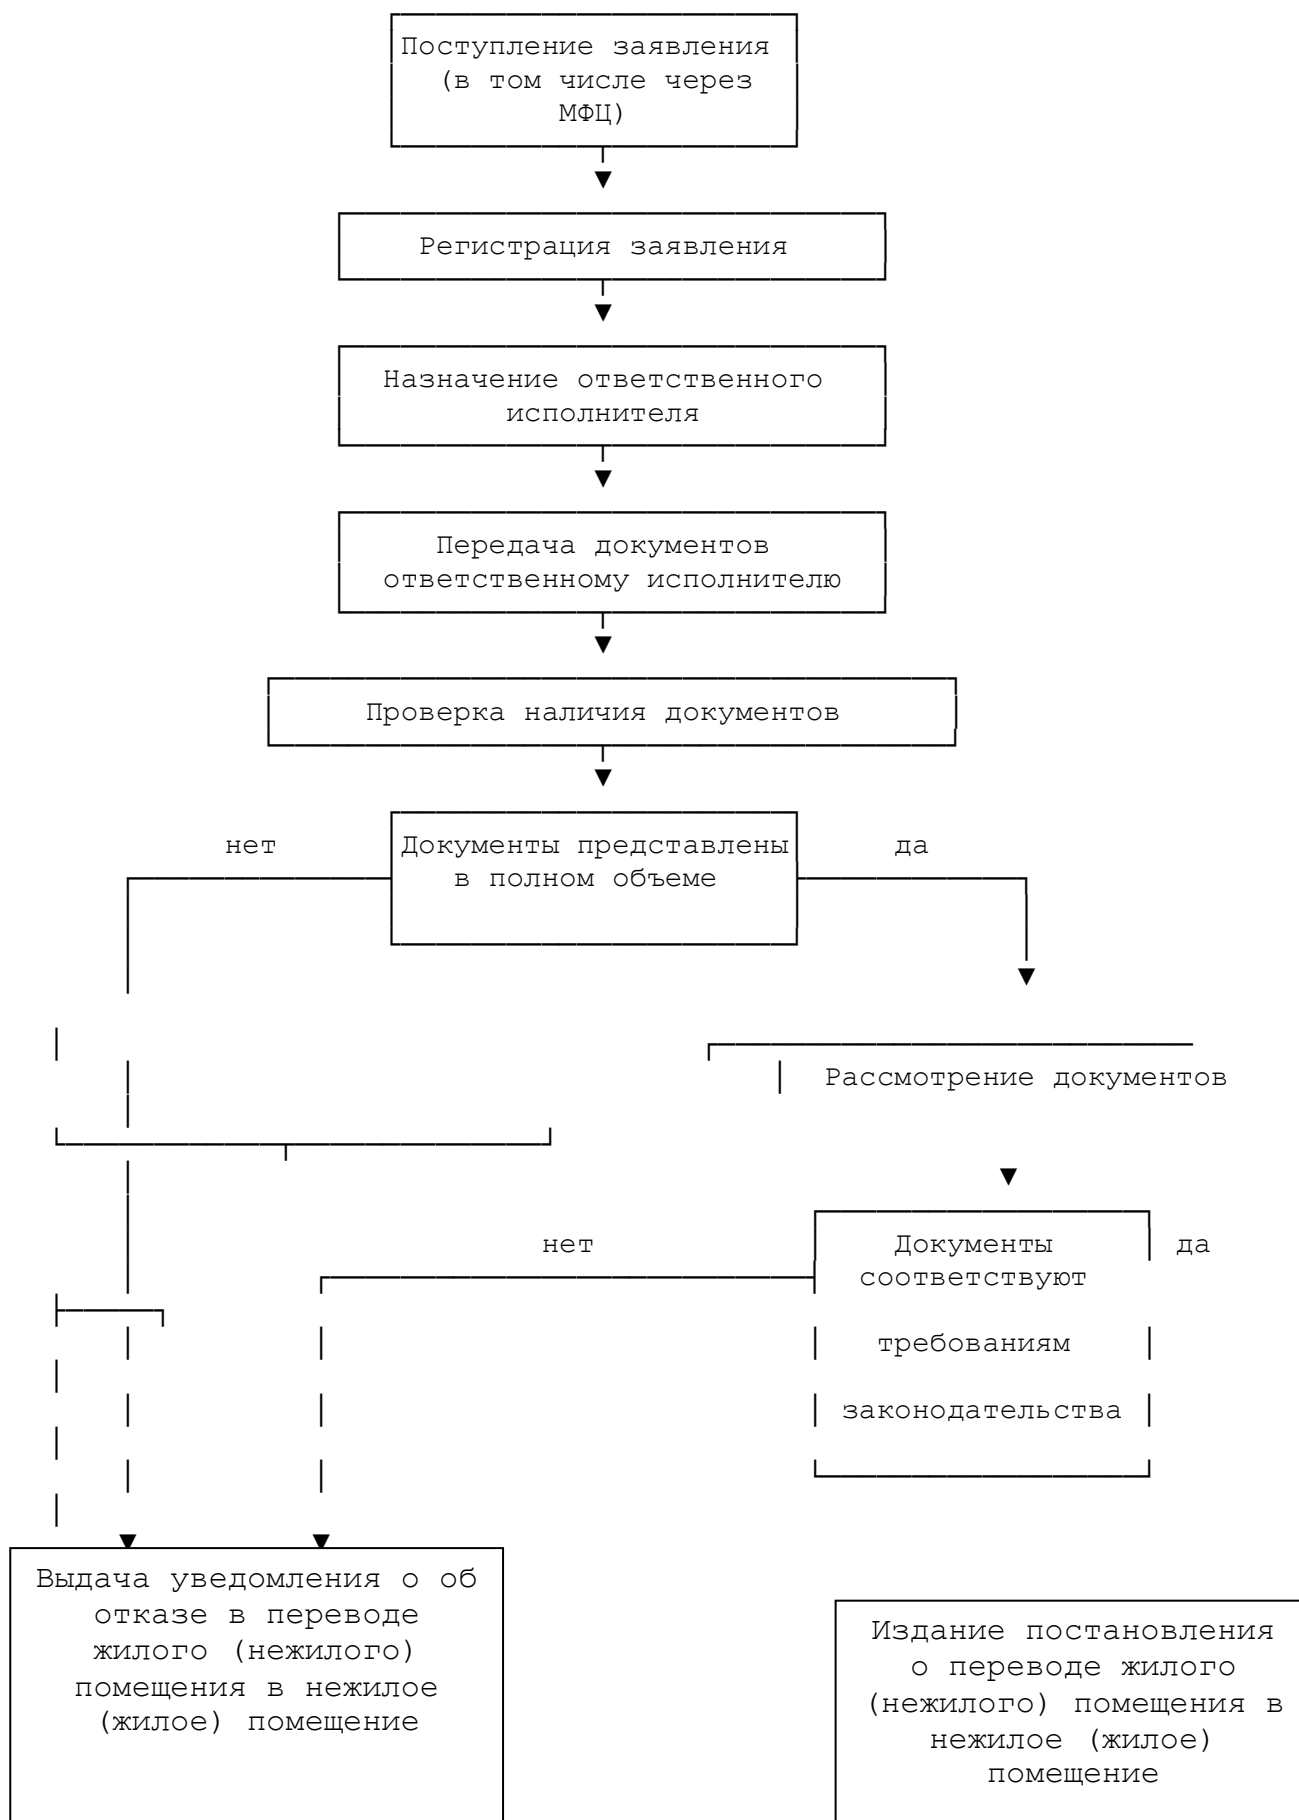 Поступление заявления
(в том числе через
МФЦ)
Регистрация заявления
Назначение ответственного
исполнителя
Передача документов
ответственному исполнителю
Проверка наличия документов
нет
Документы представлены
в полном объеме
да
Рассмотрение документов
нет
Документы
соответствуют
требованиям
законодательства
да
Выдача уведомления о об
отказе в переводе
жилого (нежилого)
помещения в нежилое
(жилое) помещение
Издание постановления
о переводе жилого
(нежилого) помещения в
нежилое (жилое)
помещение